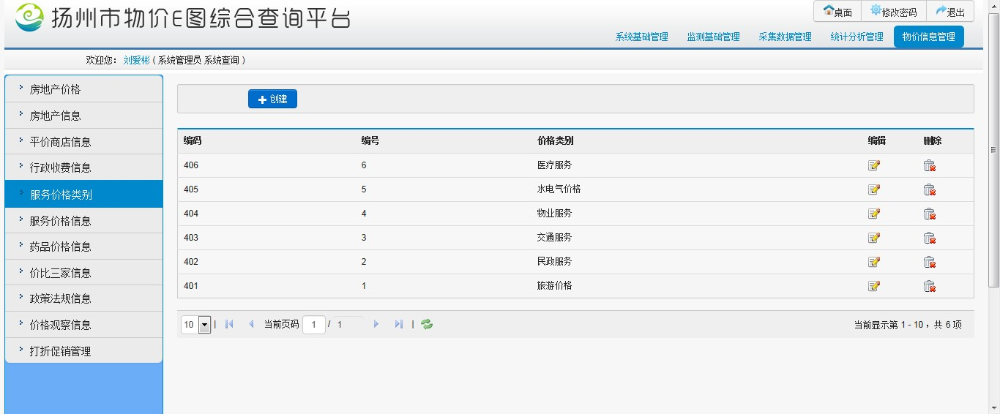 扬州市物价E图综合查询平台
桌面 修改密码 退出
系统基础管理 监测基础管理 采集数据管理 统计分析管理 物价信息管理
欢迎您: 刘爱彬 ( 系统管理员 系统查询 )
房地产价格
房地产信息
平价商店信息
行政收费信息
服务价格类别
服务价格信息
药品价格信息
价比三家信息
政策法规信息
价格观察信息
打折促销管理
创建
编码 编号 价格类别 编辑 删除
406 6 医疗服务
405 5 水电气价格
404 4 物业服务
403 3 交通服务
402 2 民政服务
401 1 旅游价格
10 | 当前页码 1 / 1 | 当前显示第 1 - 10 , 共 6 项